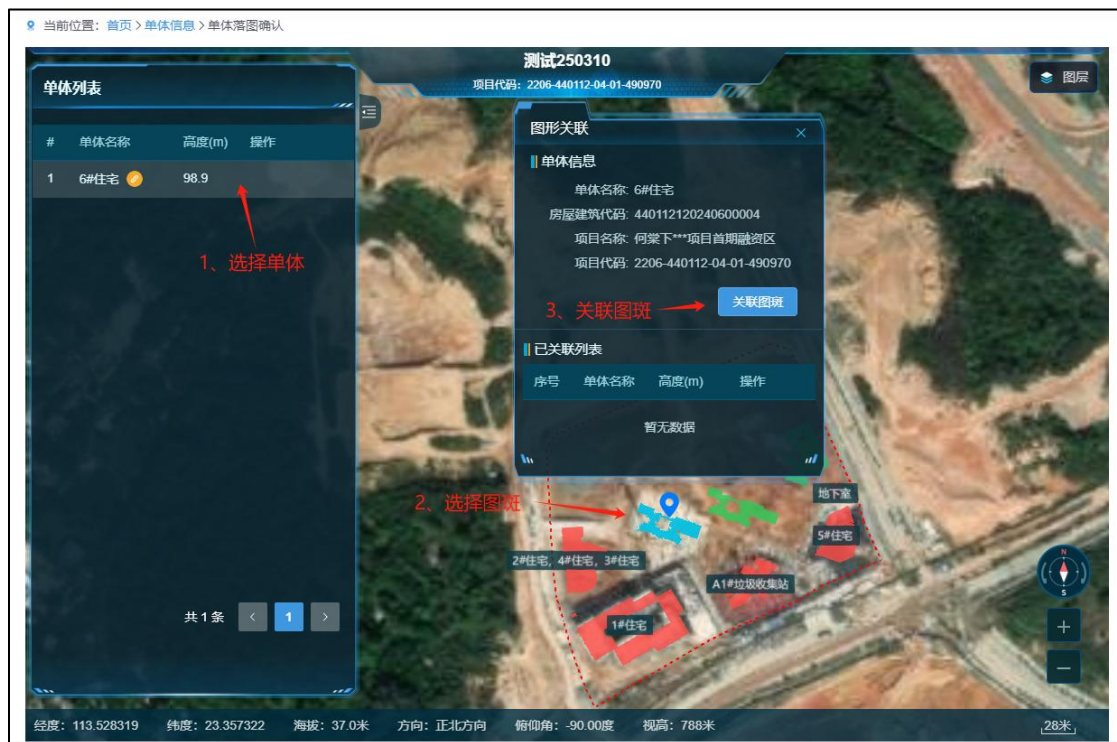 当前位置：首页 > 单体信息 > 单体落图确认
测试250310
项目代码：2206-440112-04-01-490970
图层
单体列表
# 单体名称 高度(m) 操作
1 6#住宅 98.9
1、选择单体
共 1 条 < 1 >
图形关联 ×
单体信息
单体名称: 6#住宅
房屋建筑代码: 440112120240600004
项目名称: 何棠下***项目首期融资区
项目代码: 2206-440112-04-01-490970
3、关联图斑
关联图斑
已关联列表
序号 单体名称 高度(m) 操作
暂无数据
2、选择图斑
地下室
5#住宅
2#住宅，4#住宅，3#住宅
A1#垃圾收集站
1#住宅
N
S
+
−
经度：113.528319 纬度：23.357322 海拔：37.0米 方向：正北方向 俯仰角：-90.00度 视高：788米
28米